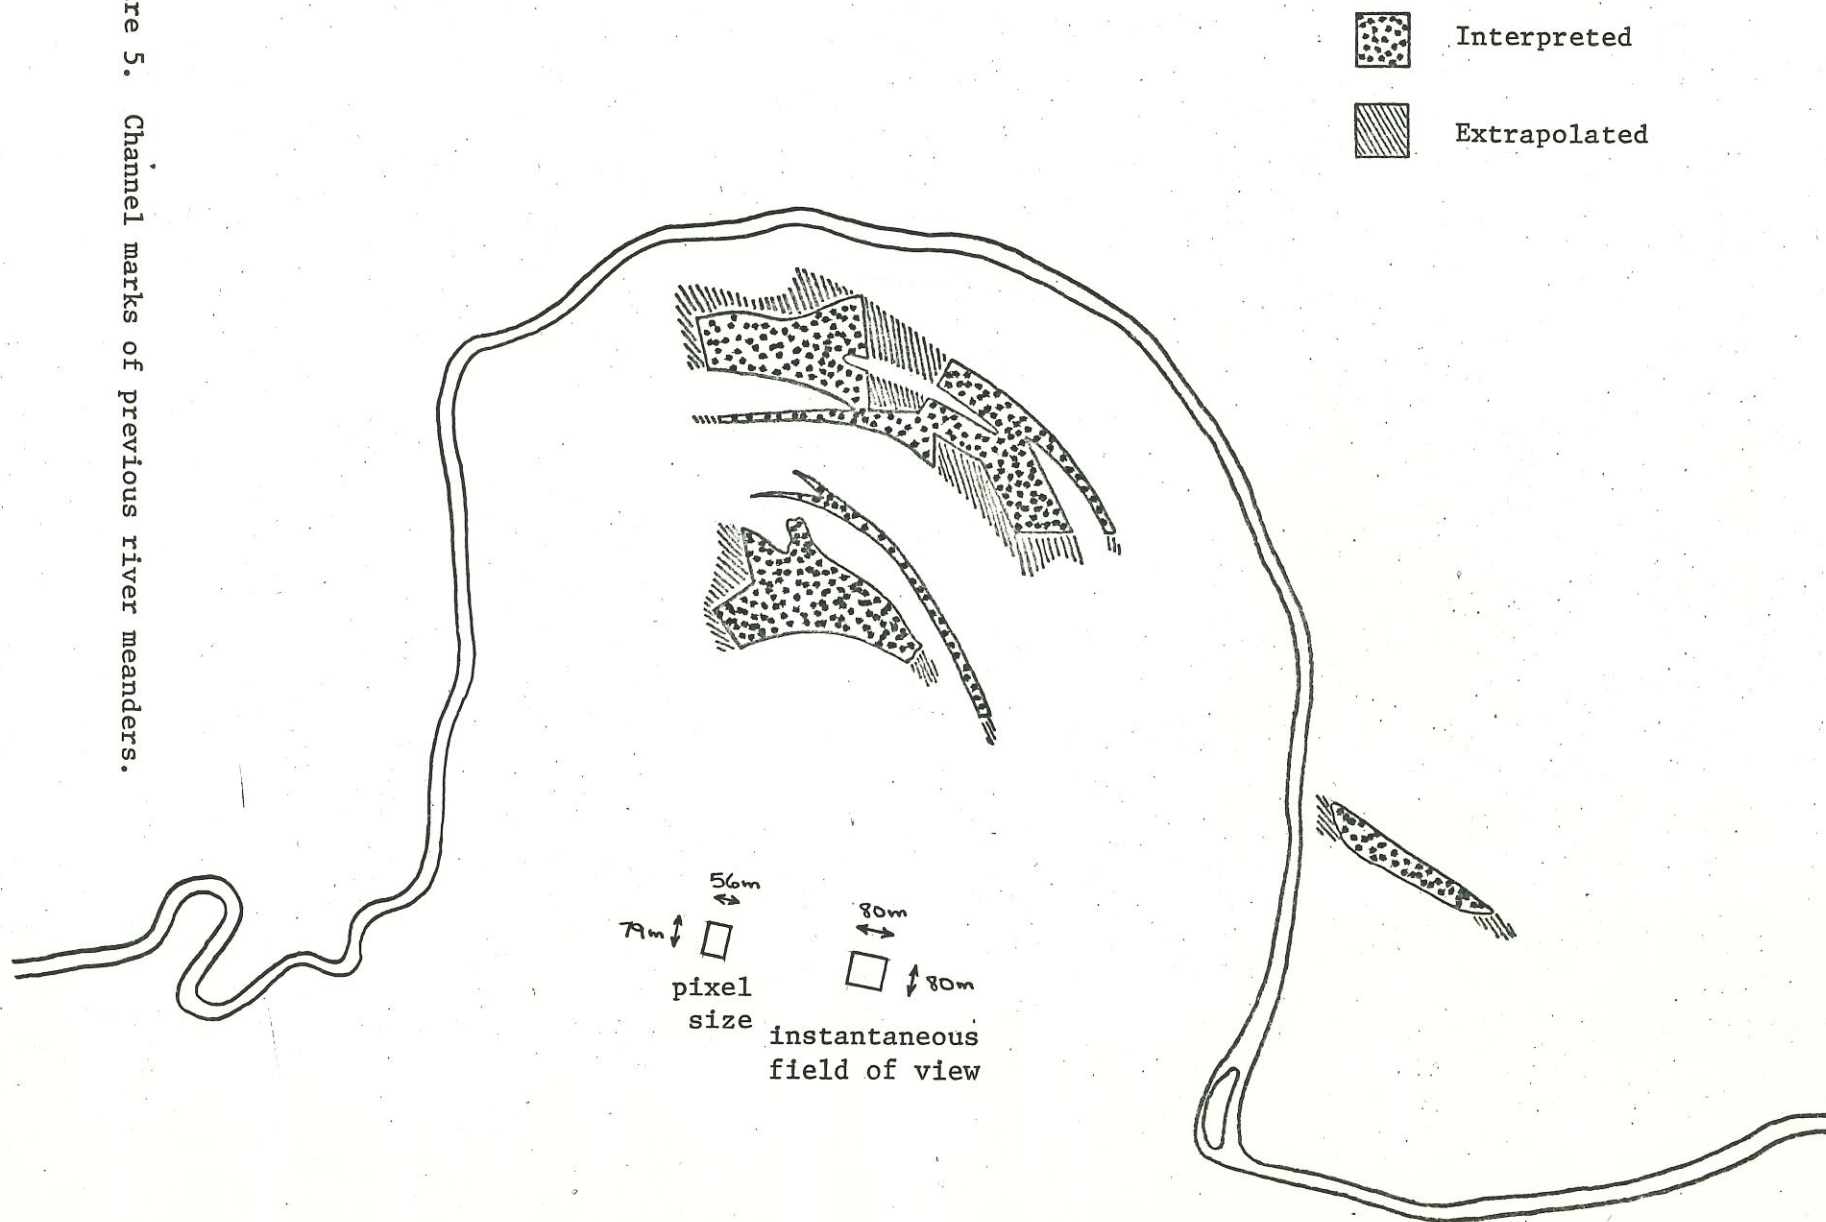 Interpreted
Extrapolated
re 5. Channel marks of previous river meanders.
56m
79m
pixel
size
80m
80m
instantaneous
field of view